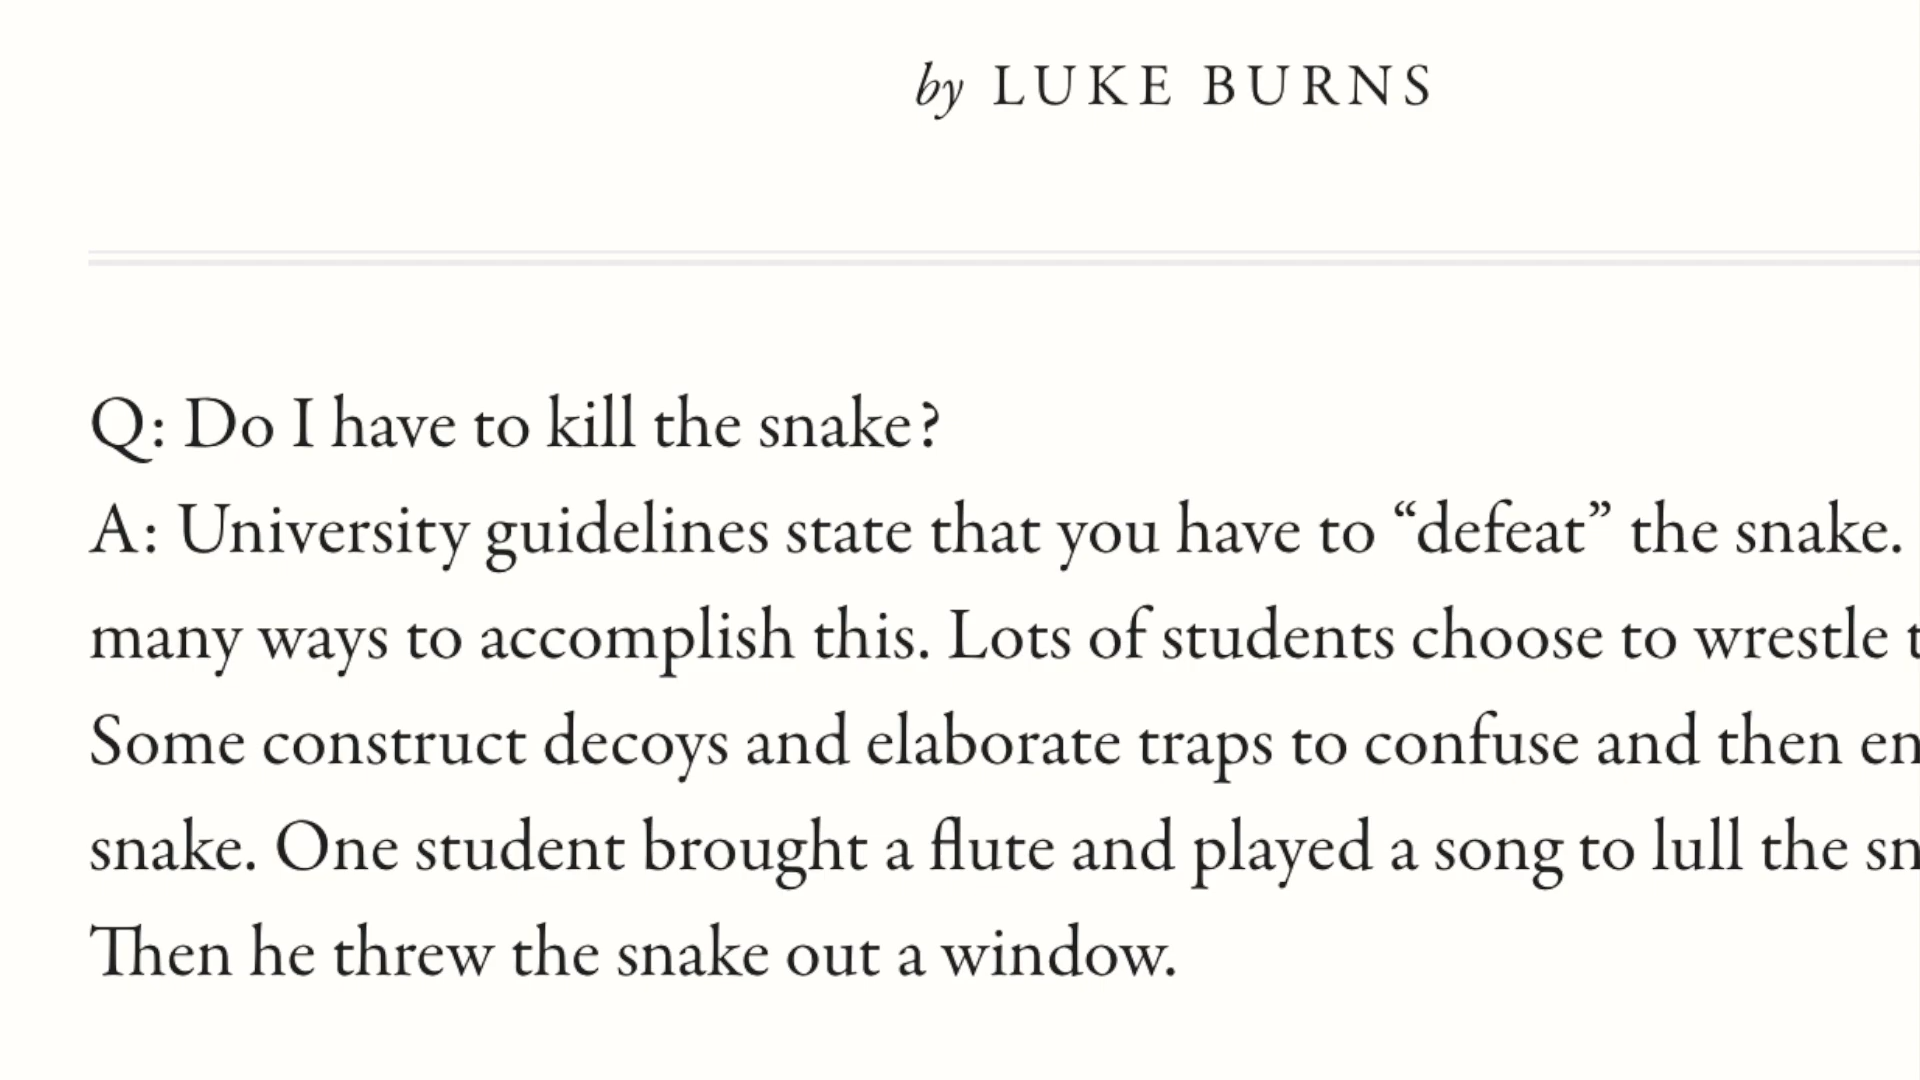 by LUKE BURNS
Q: Do I have to kill the snake?
A: University guidelines state that you have to “defeat” the snake.
many ways to accomplish this. Lots of students choose to wrestle
Some construct decoys and elaborate traps to confuse and then
snake. One student brought a flute and played a song to lull the
Then he threw the snake out a window.